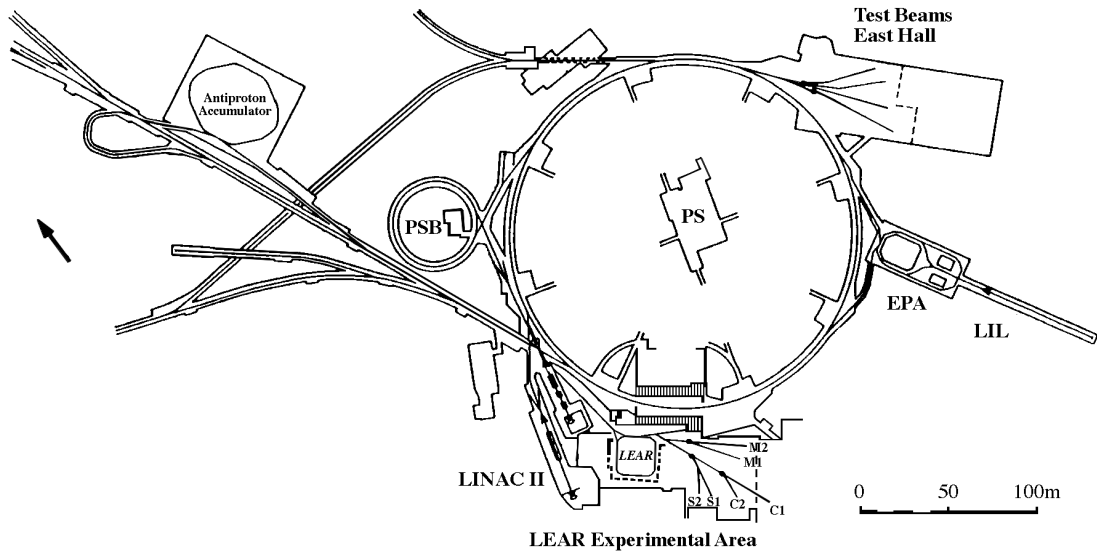 Test Beams
East Hall
Antiproton
Accumulator
PS
PSB
EPA
LIL
LEAR
M2
M1
LINAC II
S2
S1
C2
C1
0 50 100m
LEAR Experimental Area